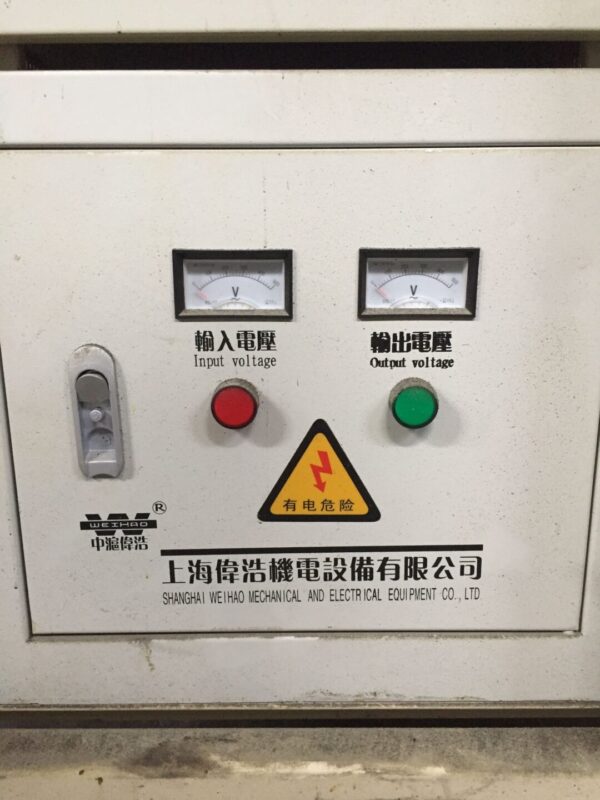 V
V
輸入電壓
Input voltage
輸出電壓
Output voltage
有电危险
WEIHAO
®
中滬偉浩
上海偉浩機電設備有限公司
SHANGHAI WEIHAO MECHANICAL AND ELECTRICAL EQUIPMENT CO.,LTD